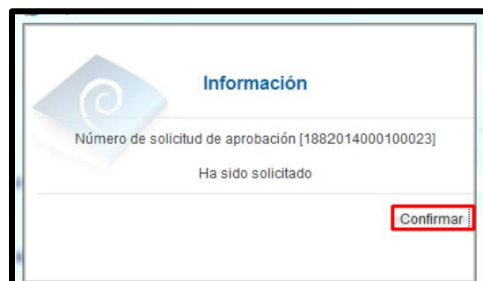 Información
Número de solicitud de aprobación [1882014000100023]
Ha sido solicitado
Confirmar